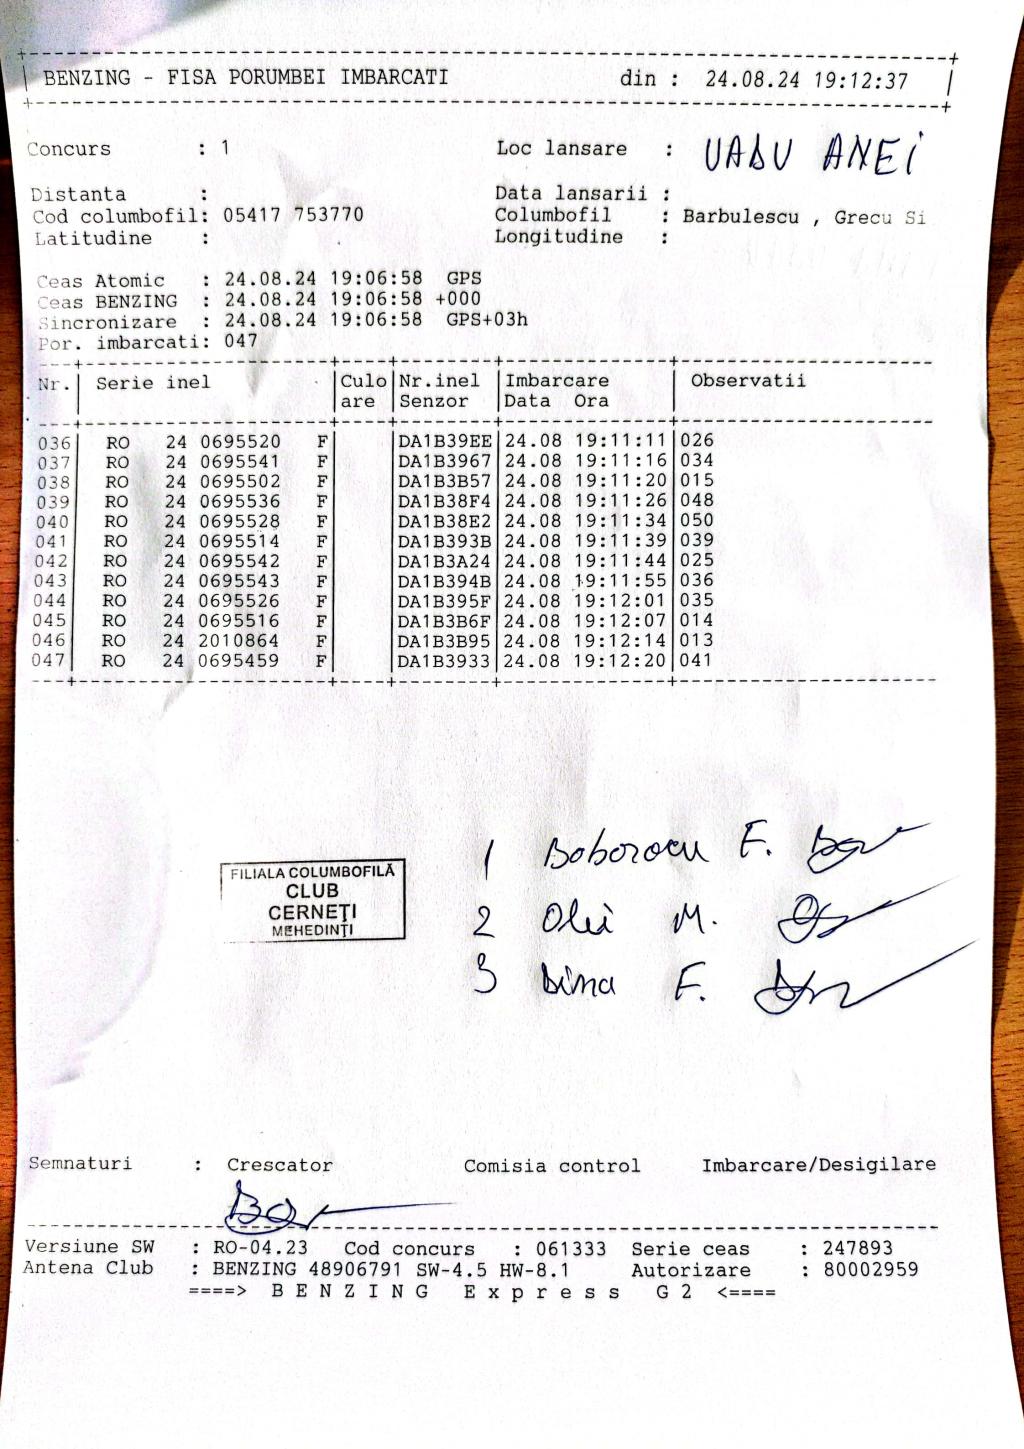 BENZING - FISA PORUMBEI IMBARCATI din : 24.08.24 19:12:37
Concurs : 1 Loc lansare : VADU ANEI
Distanta : Data lansarii :
Cod columbofil: 05417 753770 Columbofil : Barbulescu , Grecu Si
Latitudine : Longitudine :
Ceas Atomic : 24.08.24 19:06:58 GPS
Ceas BENZING : 24.08.24 19:06:58 +000
Sincronizare : 24.08.24 19:06:58 GPS+03h
Por. imbarcati: 047
Nr. Serie inel Culo Nr.inel Imbarcare Observatii
are Senzor Data Ora
036 RO 24 0695520 F DA1B39EE 24.08 19:11:11 026
037 RO 24 0695541 F DA1B3967 24.08 19:11:16 034
038 RO 24 0695502 F DA1B3B57 24.08 19:11:20 015
039 RO 24 0695536 F DA1B38F4 24.08 19:11:26 048
040 RO 24 0695528 F DA1B38E2 24.08 19:11:34 050
041 RO 24 0695514 F DA1B393B 24.08 19:11:39 039
042 RO 24 0695542 F DA1B3A24 24.08 19:11:44 025
043 RO 24 0695543 F DA1B394B 24.08 19:11:55 036
044 RO 24 0695526 F DA1B395F 24.08 19:12:01 035
045 RO 24 0695516 F DA1B3B6F 24.08 19:12:07 014
046 RO 24 2010864 F DA1B3B95 24.08 19:12:14 013
047 RO 24 0695459 F DA1B3933 24.08 19:12:20 041
1 Boborocu F.
FILIALA COLUMBOFILĂ
CLUB
CERNEȚI
MEHEDINȚI
2 Olei M.
3 Dina F.
Semnaturi : Crescator Comisia control Imbarcare/Desigilare
Versiune SW : RO-04.23 Cod concurs : 061333 Serie ceas : 247893
Antena Club : BENZING 48906791 SW-4.5 HW-8.1 Autorizare : 80002959
====> B E N Z I N G E x p r e s s G 2 <====